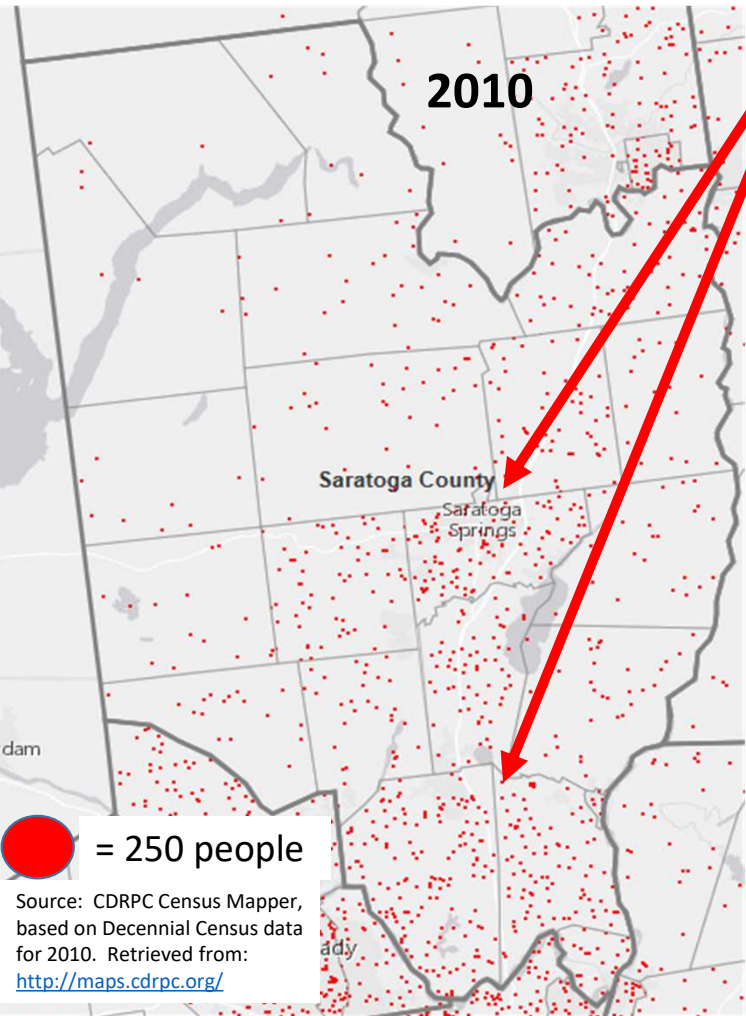 2010
Saratoga County
Saratoga
Springs
dam
= 250 people
Source: CDRPC Census Mapper,
based on Decennial Census data
for 2010. Retrieved from:
http://maps.cdrpc.org/
ady